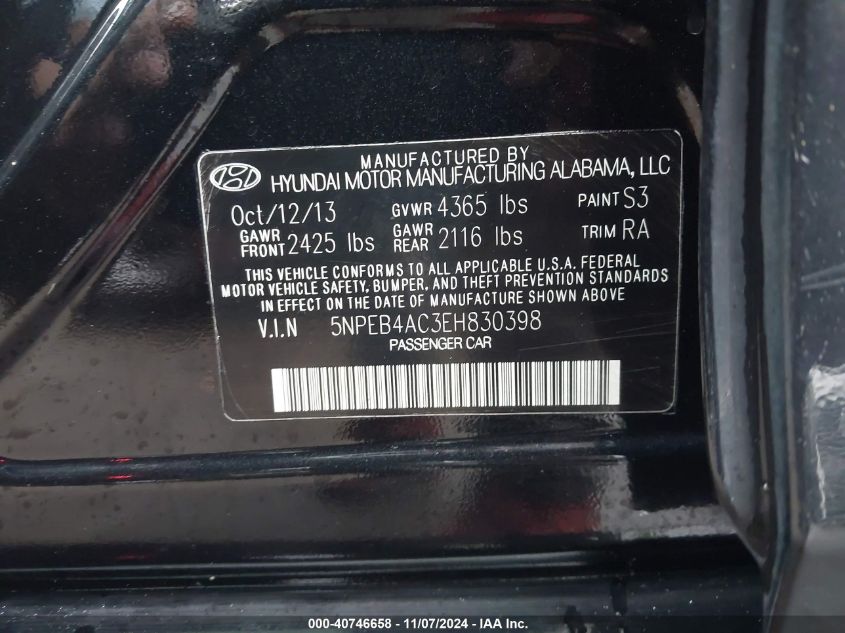 MANUFACTURED BY
HYUNDAI MOTOR MANUFACTURING ALABAMA, LLC
Oct/12/13 GVWR 4365 lbs PAINT S3
GAWR FRONT 2425 lbs GAWR REAR 2116 lbs TRIM RA
THIS VEHICLE CONFORMS TO ALL APPLICABLE U.S.A. FEDERAL
MOTOR VEHICLE SAFETY, BUMPER, AND THEFT PREVENTION STANDARDS
IN EFFECT ON THE DATE OF MANUFACTURE SHOWN ABOVE
V.I.N 5NPEB4AC3EH830398
PASSENGER CAR
000-40746658 - 11/07/2024 - IAA Inc.